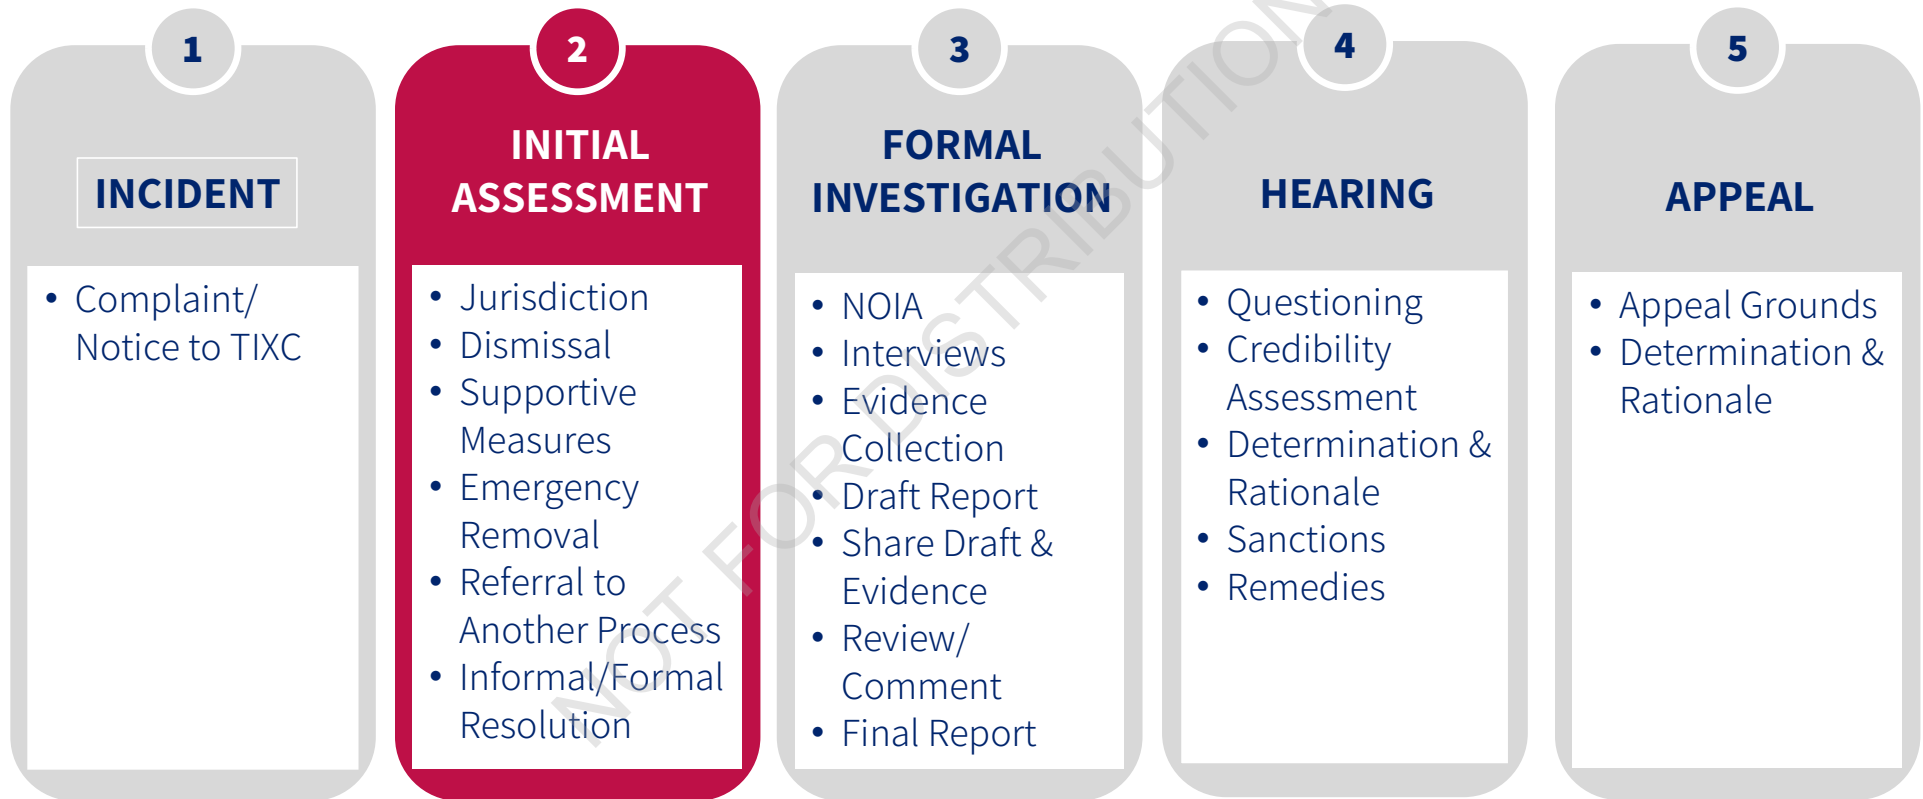 1
INCIDENT
• Complaint/
Notice to TIXC
2
INITIAL
ASSESSMENT
• Jurisdiction
• Dismissal
• Supportive
Measures
• Emergency
Removal
• Referral to
Another Process
• Informal/Formal
Resolution
3
FORMAL
INVESTIGATION
• NOIA
• Interviews
• Evidence
Collection
• Draft Report
• Share Draft &
Evidence
• Review/
Comment
• Final Report
4
HEARING
• Questioning
• Credibility
Assessment
• Determination &
Rationale
• Sanctions
• Remedies
5
APPEAL
• Appeal Grounds
• Determination &
Rationale
NOT FOR DISTRIBUTION